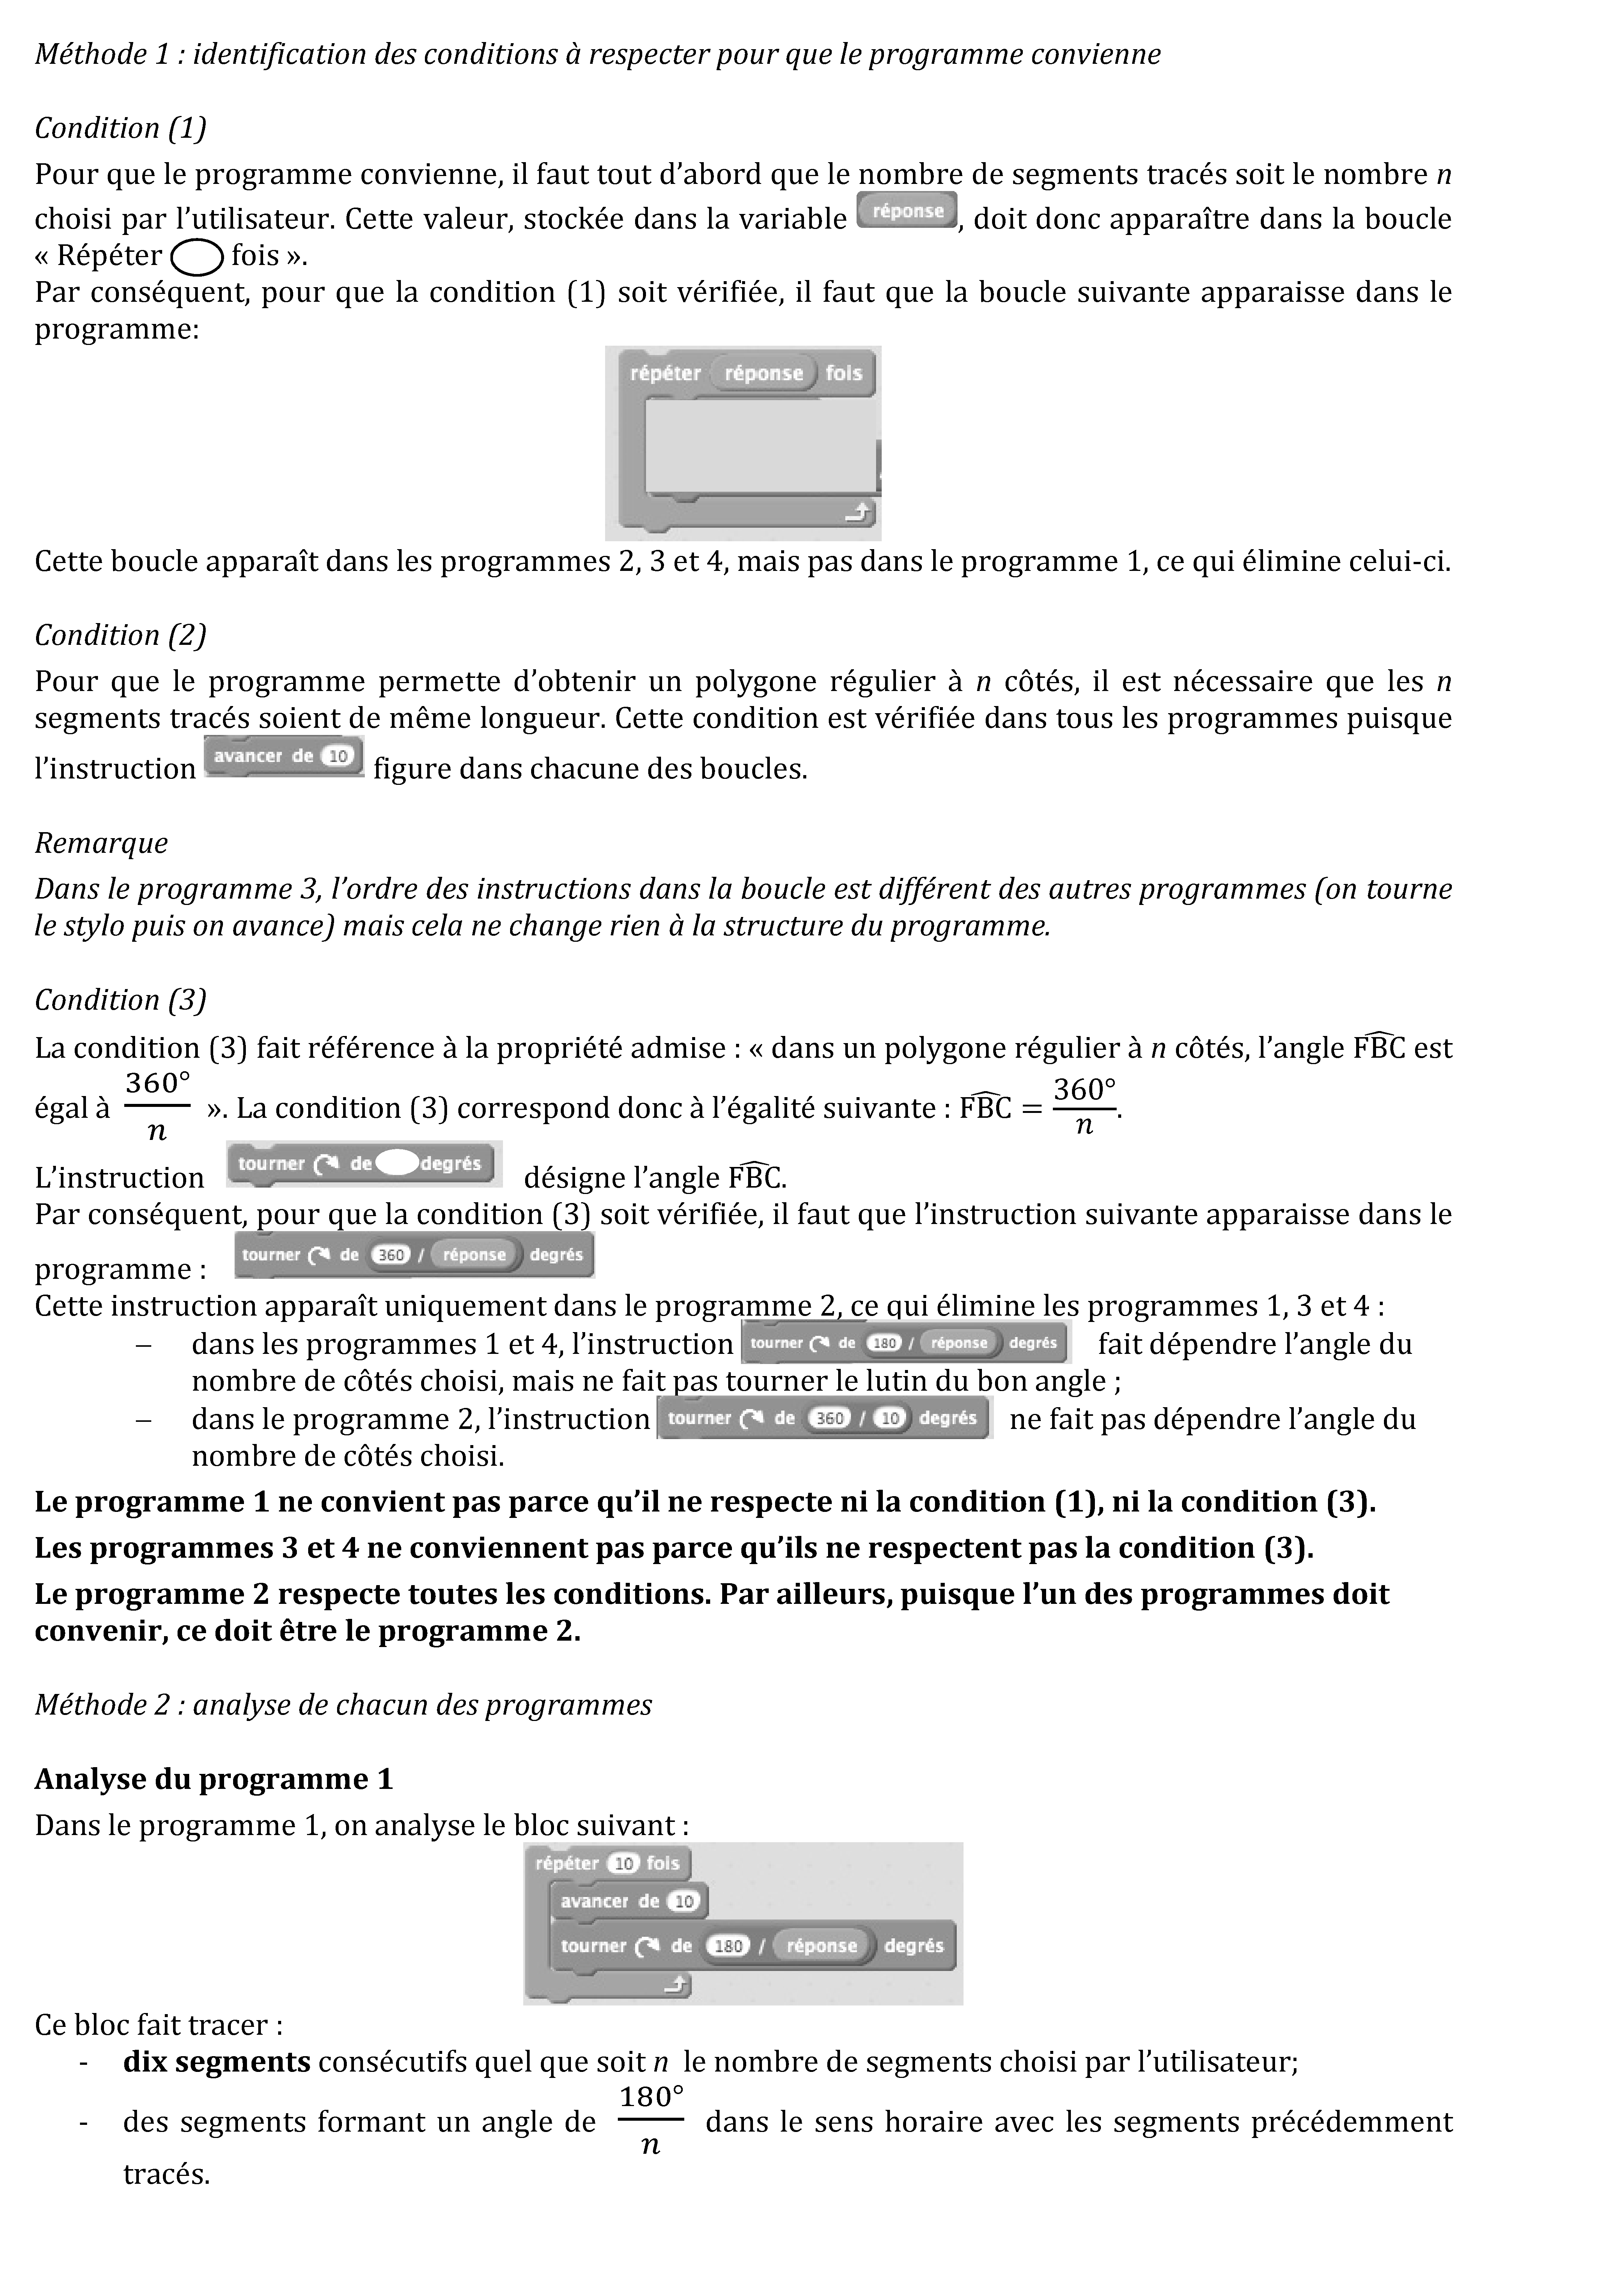 Méthode 1 : identification des conditions à respecter pour que le programme convienne
Condition (1)
Pour que le programme convienne, il faut tout d’abord que le nombre de segments tracés soit le nombre n
choisi par l’utilisateur. Cette valeur, stockée dans la variable réponse, doit donc apparaître dans la boucle
« Répéter fois ».
Par conséquent, pour que la condition (1) soit vérifiée, il faut que la boucle suivante apparaisse dans le
programme:
répéter réponse fois
Cette boucle apparaît dans les programmes 2, 3 et 4, mais pas dans le programme 1, ce qui élimine celui-ci.
Condition (2)
Pour que le programme permette d’obtenir un polygone régulier à n côtés, il est nécessaire que les n
segments tracés soient de même longueur. Cette condition est vérifiée dans tous les programmes puisque
l’instruction avancer de 10 figure dans chacune des boucles.
Remarque
Dans le programme 3, l’ordre des instructions dans la boucle est différent des autres programmes (on tourne
le stylo puis on avance) mais cela ne change rien à la structure du programme.
Condition (3)
La condition (3) fait référence à la propriété admise : « dans un polygone régulier à n côtés, l’angle F̂BC est
égal à 360°/n ». La condition (3) correspond donc à l’égalité suivante : F̂BC = 360°/n.
L’instruction tourner de degrés désigne l’angle F̂BC.
Par conséquent, pour que la condition (3) soit vérifiée, il faut que l’instruction suivante apparaisse dans le
programme : tourner de 360 / réponse degrés
Cette instruction apparaît uniquement dans le programme 2, ce qui élimine les programmes 1, 3 et 4 :
– dans les programmes 1 et 4, l’instruction tourner de 180 / réponse degrés fait dépendre l’angle du
nombre de côtés choisi, mais ne fait pas tourner le lutin du bon angle ;
– dans le programme 2, l’instruction tourner de 360 / 10 degrés ne fait pas dépendre l’angle du
nombre de côtés choisi.
Le programme 1 ne convient pas parce qu’il ne respecte ni la condition (1), ni la condition (3).
Les programmes 3 et 4 ne conviennent pas parce qu’ils ne respectent pas la condition (3).
Le programme 2 respecte toutes les conditions. Par ailleurs, puisque l’un des programmes doit
convenir, ce doit être le programme 2.
Méthode 2 : analyse de chacun des programmes
Analyse du programme 1
Dans le programme 1, on analyse le bloc suivant :
répéter 10 fois
avancer de 10
tourner de 180 / réponse degrés
Ce bloc fait tracer :
- dix segments consécutifs quel que soit n le nombre de segments choisi par l’utilisateur;
- des segments formant un angle de 180°/n dans le sens horaire avec les segments précédemment
tracés.